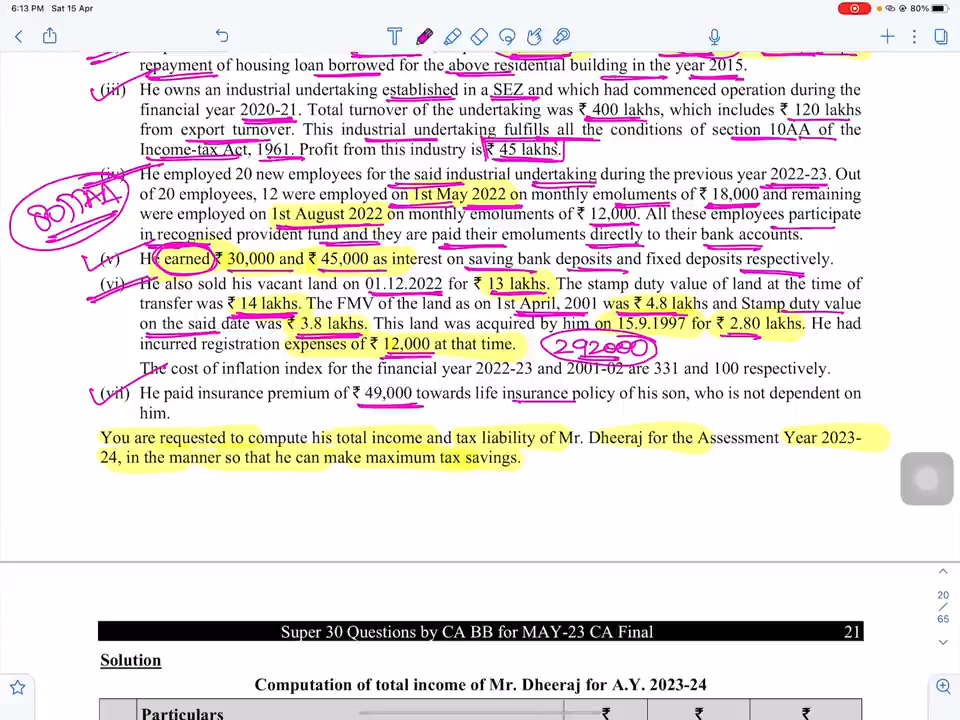 6:13 PM Sat 15 Apr
80%
repayment of housing loan borrowed for the above residential building in the year 2015.
(iii) He owns an industrial undertaking established in a SEZ and which had commenced operation during the
financial year 2020-21. Total turnover of the undertaking was ₹ 400 lakhs, which includes ₹ 120 lakhs
from export turnover. This industrial undertaking fulfills all the conditions of section 10AA of the
Income-tax Act, 1961. Profit from this industry is ₹ 45 lakhs.
(iv) He employed 20 new employees for the said industrial undertaking during the previous year 2022-23. Out
of 20 employees, 12 were employed on 1st May 2022 on monthly emoluments of ₹ 18,000 and remaining
were employed on 1st August 2022 on monthly emoluments of ₹ 12,000. All these employees participate
in recognised provident fund and they are paid their emoluments directly to their bank accounts.
80JJAA
(v) He earned ₹ 30,000 and ₹ 45,000 as interest on saving bank deposits and fixed deposits respectively.
(vi) He also sold his vacant land on 01.12.2022 for ₹ 13 lakhs. The stamp duty value of land at the time of
transfer was ₹ 14 lakhs. The FMV of the land as on 1st April, 2001 was ₹ 4.8 lakhs and Stamp duty value
on the said date was ₹ 3.8 lakhs. This land was acquired by him on 15.9.1997 for ₹ 2.80 lakhs. He had
incurred registration expenses of ₹ 12,000 at that time.
292000
The cost of inflation index for the financial year 2022-23 and 2001-02 are 331 and 100 respectively.
(vii) He paid insurance premium of ₹ 49,000 towards life insurance policy of his son, who is not dependent on
him.
You are requested to compute his total income and tax liability of Mr. Dheeraj for the Assessment Year 2023-
24, in the manner so that he can make maximum tax savings.
20
/
65
Super 30 Questions by CA BB for MAY-23 CA Final 21
Solution
Computation of total income of Mr. Dheeraj for A.Y. 2023-24
Particulars ₹ ₹ ₹